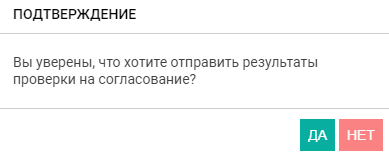 ПОДТВЕРЖДЕНИЕ
Вы уверены, что хотите отправить результаты
проверки на согласование?
ДА НЕТ